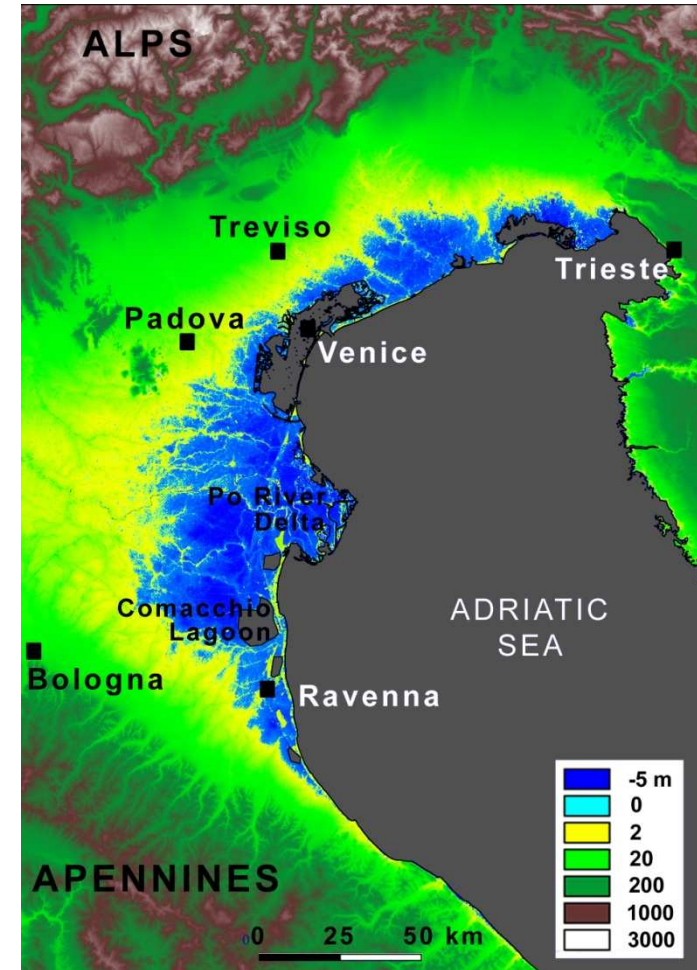 ALPS
Treviso
Trieste
Padova
Venice
Po River
Delta
Comacchio
Lagoon
ADRIATIC
SEA
Bologna
Ravenna
APENNINES
-5 m
0
2
20
200
1000
3000
0 0 25 50 km